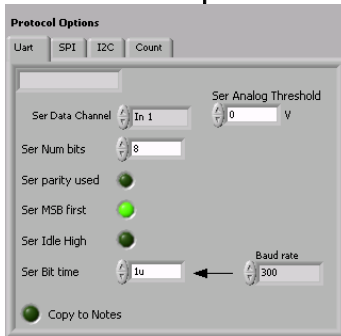 Protocol Options
Uart SPI I2C Count
Ser Analog Threshold
Ser Data Channel In 1 0 V
Ser Num bits 8
Ser parity used
Ser MSB first
Ser Idle High
Baud rate
Ser Bit time 1u 300
Copy to Notes